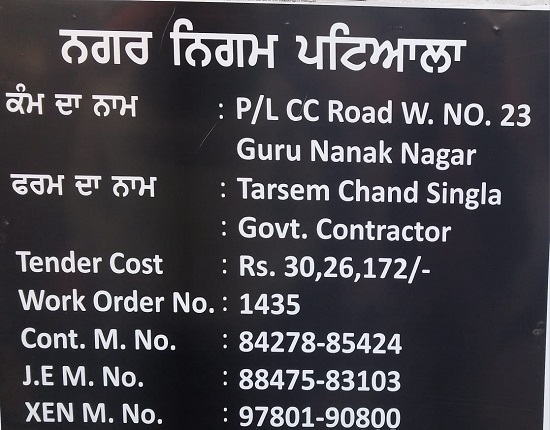 ਨਗਰ ਨਿਗਮ ਪਟਿਆਲਾ
ਕੰਮ ਦਾ ਨਾਮ : P/L CC Road W. NO. 23
Guru Nanak Nagar
ਫਰਮ ਦਾ ਨਾਮ : Tarsem Chand Singla
: Govt. Contractor
Tender Cost : Rs. 30,26,172/-
Work Order No. : 1435
Cont. M. No. : 84278-85424
J.E M. No. : 88475-83103
XEN M. No. : 97801-90800